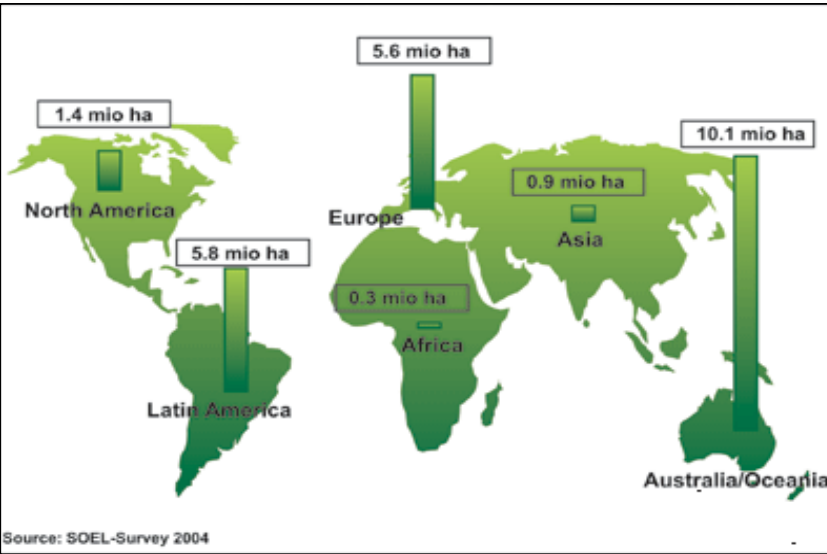 5.6 mio ha
1.4 mio ha
10.1 mio ha
0.9 mio ha
North America
Europe
Asia
5.8 mio ha
0.3 mio ha
Africa
Latin America
Australia/Oceania
Source: SOEL-Survey 2004